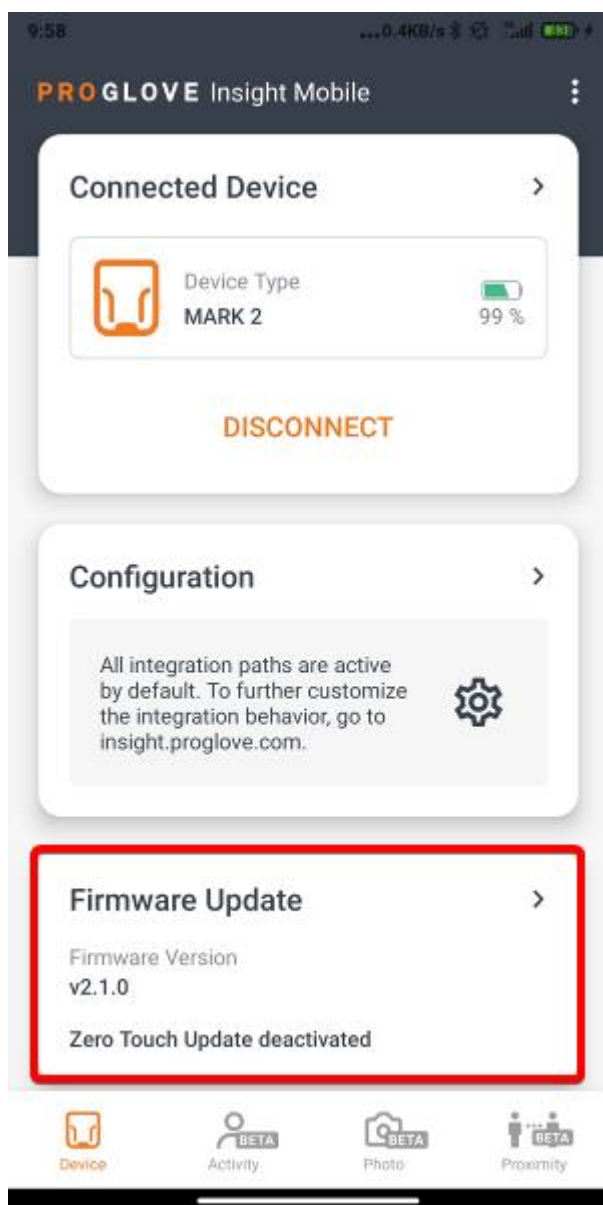 9:58 ...0.4KB/s
PROGLOVE Insight Mobile
Connected Device
Device Type
MARK 2
99 %
DISCONNECT
Configuration
All integration paths are active
by default. To further customize
the integration behavior, go to
insight.proglove.com.
Firmware Update
Firmware Version
v2.1.0
Zero Touch Update deactivated
BETA BETA BETA
Device Activity Photo Proximity